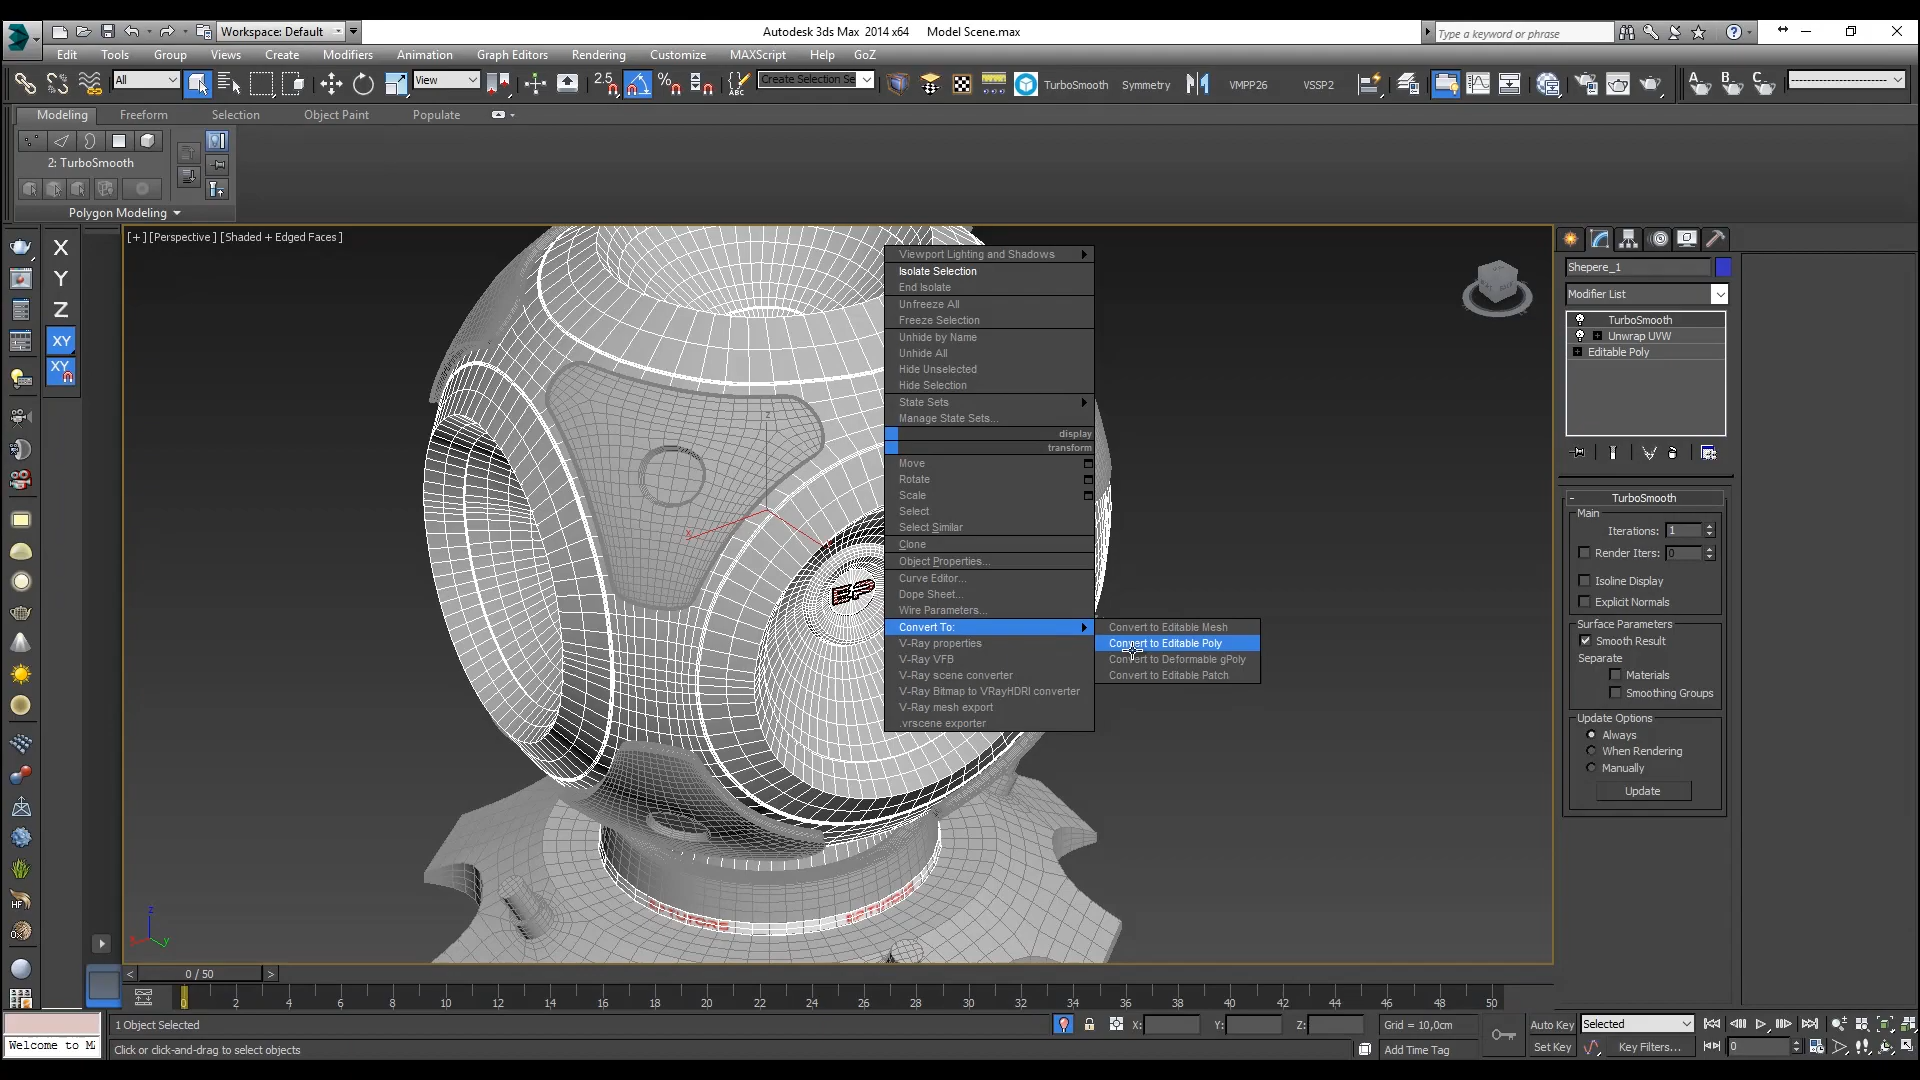 Workspace: Default
Autodesk 3ds Max 2014 x64 Model Scene.max
Type a keyword or phrase
Edit Tools Group Views Create Modifiers Animation Graph Editors Rendering Customize MAXScript Help GoZ
All
View
2.5
Create Selection Se
TurboSmooth Symmetry VMPP26 VSSP2
A B C
Modeling Freeform Selection Object Paint Populate
2: TurboSmooth
Polygon Modeling
X
Y
Z
XY
XY
[+] [Perspective] [Shaded + Edged Faces]
Viewport Lighting and Shadows
Isolate Selection
End Isolate
Unfreeze All
Freeze Selection
Unhide by Name
Unhide All
Hide Unselected
Hide Selection
State Sets
Manage State Sets...
display
transform
Move
Rotate
Scale
Select
Select Similar
Clone
Object Properties...
Curve Editor...
Dope Sheet...
Wire Parameters...
Convert To:
V-Ray properties
V-Ray VFB
V-Ray scene converter
V-Ray Bitmap to VRayHDRI converter
V-Ray mesh export
.vrscene exporter
Convert to Editable Mesh
Convert to Editable Poly
Convert to Deformable gPoly
Convert to Editable Patch
EP
z
x
z
y
Shepere_1
Modifier List
TurboSmooth
Unwrap UVW
Editable Poly
TurboSmooth
Main
Iterations: 1
Render Iters: 0
Isoline Display
Explicit Normals
Surface Parameters
Smooth Result
Separate
Materials
Smoothing Groups
Update Options
Always
When Rendering
Manually
Update
HF
< 0 / 50 >
0 2 4 6 8 10 12 14 16 18 20 22 24 26 28 30 32 34 36 38 40 42 44 46 48 50
1 Object Selected
X: Y: Z:
Grid = 10,0cm
Auto Key
Selected
Welcome to M
Click or click-and-drag to select objects
Add Time Tag
Set Key
Key Filters...
0